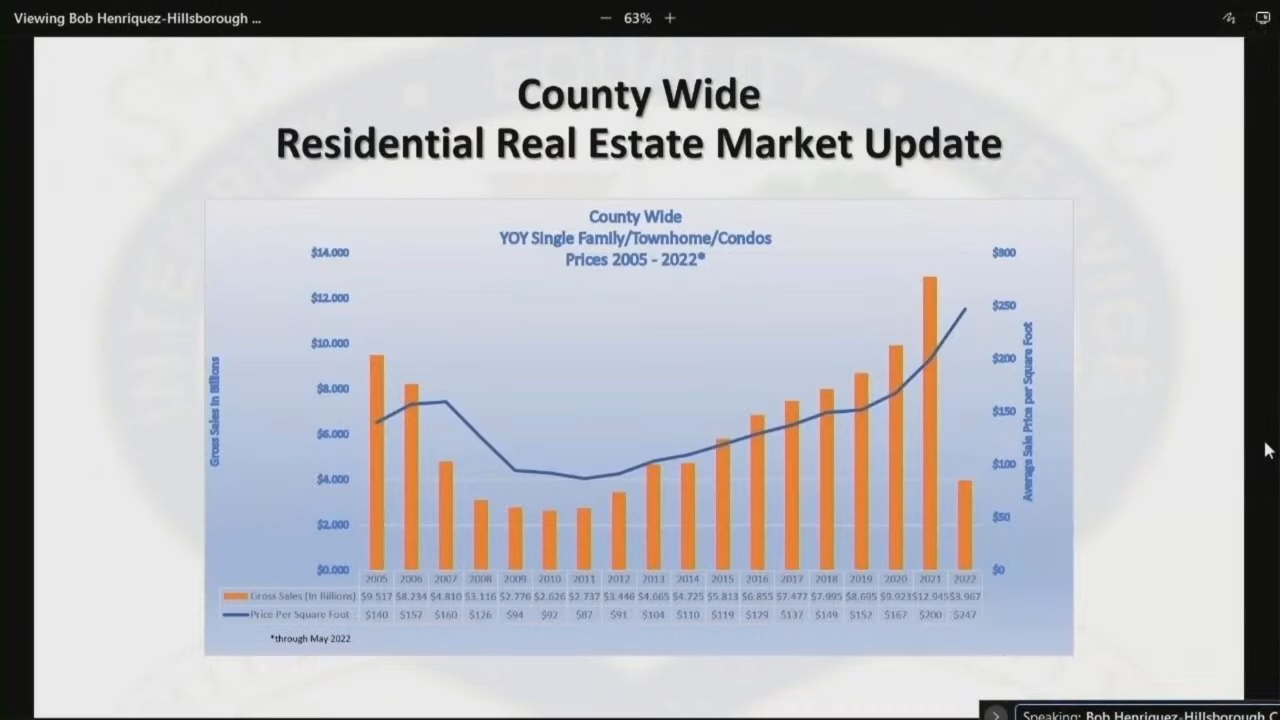 Viewing Bob Henriquez-Hillsborough ...
63%
County Wide
Residential Real Estate Market Update
County Wide
YOY Single Family/Townhome/Condos
Prices 2005 - 2022*
$14.000
$12.000
$10.000
$8.000
$6.000
$4.000
$2.000
$0.000
Gross Sales in Billions
$300
$250
$200
$150
$100
$50
$0
Average Sale Price per Square Foot
2005 2006 2007 2008 2009 2010 2011 2012 2013 2014 2015 2016 2017 2018 2019 2020 2021 2022
Gross Sales (In Billions) $9.517 $8.234 $4.810 $3.116 $2.776 $2.626 $2.737 $3.446 $4.665 $4.725 $5.813 $6.855 $7.477 $7.995 $8.695 $9.923 $12.945 $3.967
Price Per Square Foot $140 $157 $160 $126 $94 $92 $87 $91 $104 $110 $119 $129 $137 $149 $152 $167 $200 $247
*through May 2022
Speaking: Bob Henriquez-Hillsborough C